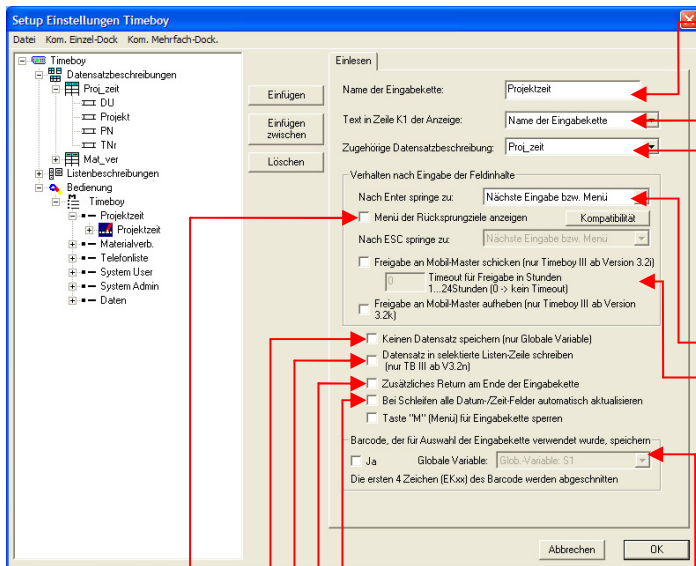 Setup Einstellungen Timeboy
Datei Kom. Einzel-Dock. Kom. Mehrfach-Dock.
Timeboy
Datensatzbeschreibungen
Proj_zeit
DU
Projekt
PN
TNr
Mat_ver
Listenbeschreibungen
Bedienung
Timeboy
Projektzeit
Projektzeit
Materialverb.
Telefonliste
System User
System Admin
Daten
Einfügen
Einfügen
zwischen
Löschen
Einlesen
Name der Eingabekette: Projektzeit
Text in Zeile K1 der Anzeige: Name der Eingabekette
Zugehörige Datensatzbeschreibung: Proj_zeit
Verhalten nach Eingabe der Feldinhalte
Nach Enter springe zu: Nächste Eingabe bzw. Menü
Menü der Rücksprungziele anzeigen Kompatibilität
Nach ESC springe zu: Nächste Eingabe bzw. Menü
Freigabe an Mobil-Master schicken (nur Timeboy III ab Version 3.2i)
0 Timeout für Freigabe in Stunden
1...24Stunden (0 -> kein Timeout)
Freigabe an Mobil-Master aufheben (nur Timeboy III ab Version
3.2k)
Keinen Datensatz speichern (nur Globale Variable)
Datensatz in selektierte Listen-Zeile schreiben
(nur TB III ab V3.2n)
Zusätzliches Return am Ende der Eingabekette
Bei Schleifen alle Datum-/Zeit-Felder automatisch aktualisieren
Taste "M" (Menü) für Eingabekette sperren
Barcode, der für Auswahl der Eingabekette verwendet wurde, speichern
Ja Globale Variable: Glob.-Variable: S1
Die ersten 4 Zeichen (EKxx) des Barcode werden abgeschnitten
Abbrechen OK